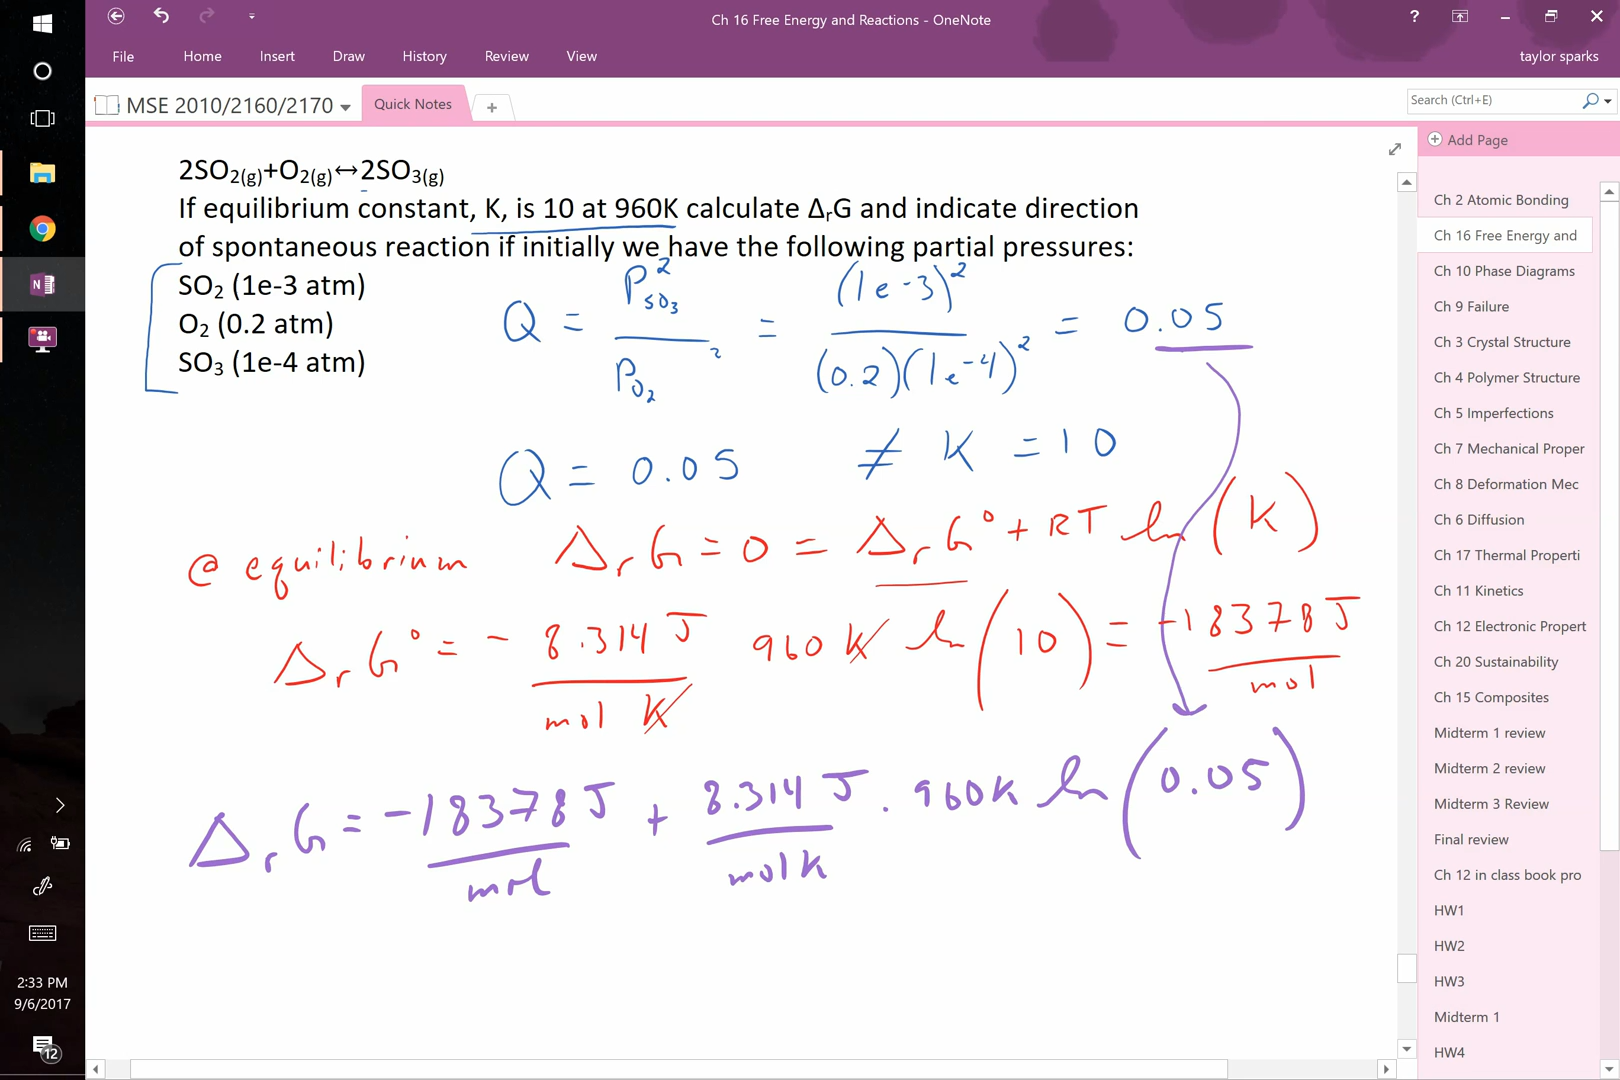 Ch 16 Free Energy and Reactions - OneNote
?
File Home Insert Draw History Review View
taylor sparks
MSE 2010/2160/2170
Quick Notes
+
Search (Ctrl+E)
2SO₂(g)+O₂(g)↔2SO₃(g)
If equilibrium constant, K, is 10 at 960K calculate ΔᵣG and indicate direction
of spontaneous reaction if initially we have the following partial pressures:
SO₂ (1e-3 atm)
O₂ (0.2 atm)
SO₃ (1e-4 atm)
Q = P²SO₃ / PO₂ ² = (1e-3)² / (0.2)(1e-4)² = 0.05
Q = 0.05 ≠ K = 10
@ equilibrium ΔᵣG = 0 = ΔᵣG° + RT ln (K)
ΔᵣG° = - 8.314 J / mol K 960 K ln (10) = -18378 J / mol
ΔᵣG = -18378 J / mol + 8.314 J / mol K · 960K ln (0.05)
Add Page
Ch 2 Atomic Bonding
Ch 16 Free Energy and
Ch 10 Phase Diagrams
Ch 9 Failure
Ch 3 Crystal Structure
Ch 4 Polymer Structure
Ch 5 Imperfections
Ch 7 Mechanical Proper
Ch 8 Deformation Mec
Ch 6 Diffusion
Ch 17 Thermal Properti
Ch 11 Kinetics
Ch 12 Electronic Propert
Ch 20 Sustainability
Ch 15 Composites
Midterm 1 review
Midterm 2 review
Midterm 3 Review
Final review
Ch 12 in class book pro
HW1
HW2
HW3
Midterm 1
HW4
2:33 PM
9/6/2017
12